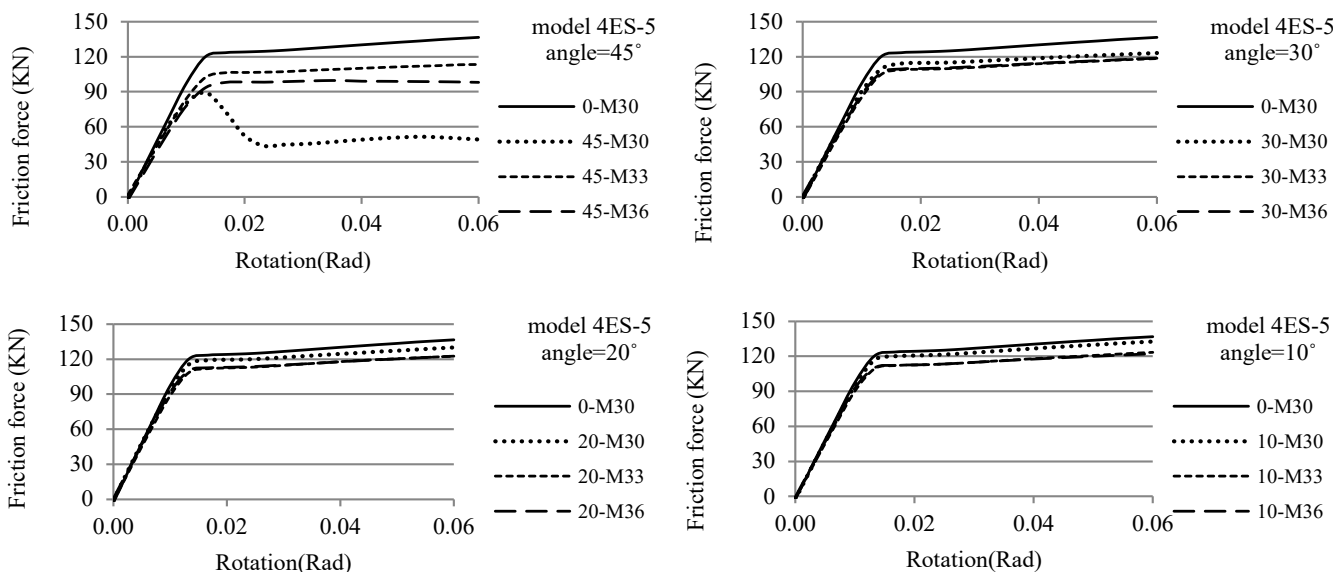 model 4ES-5
angle=45˚
Friction force (KN)
150
120
90
60
30
0
0.00 0.02 0.04 0.06
Rotation(Rad)
0-M30
45-M30
45-M33
45-M36
model 4ES-5
angle=30˚
Friction force (KN)
150
120
90
60
30
0
0.00 0.02 0.04 0.06
Rotation(Rad)
0-M30
30-M30
30-M33
30-M36
model 4ES-5
angle=20˚
Friction force (KN)
150
120
90
60
30
0
0.00 0.02 0.04 0.06
Rotation(Rad)
0-M30
20-M30
20-M33
20-M36
model 4ES-5
angle=10˚
Friction force (KN)
150
120
90
60
30
0
0.00 0.02 0.04 0.06
Rotation(Rad)
0-M30
10-M30
10-M33
10-M36